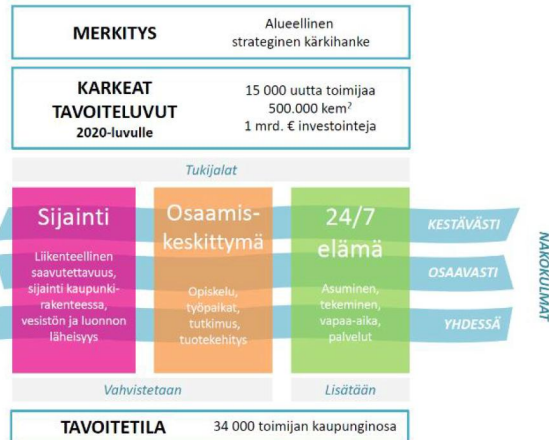 MERKITYS
Alueellinen
strateginen kärkihanke
KARKEAT
TAVOITELUVUT
2020-luvulle
15 000 uutta toimijaa
500.000 kem²
1 mrd. € investointeja
Tukijalat
Sijainti
Liikenteellinen
saavutettavuus,
sijainti kaupunki-
rakenteessa,
vesistön ja luonnon
läheisyys
Osaamis-
keskittymä
Opiskelu,
työpaikat,
tutkimus,
tuotekehitys
24/7
elämä
Asuminen,
tekeminen,
vapaa-aika,
palvelut
KESTÄVÄSTI
OSAAVASTI
YHDESSÄ
NÄKÖKULMAT
Vahvistetaan
Lisätään
TAVOITETILA
34 000 toimijan kaupunginosa